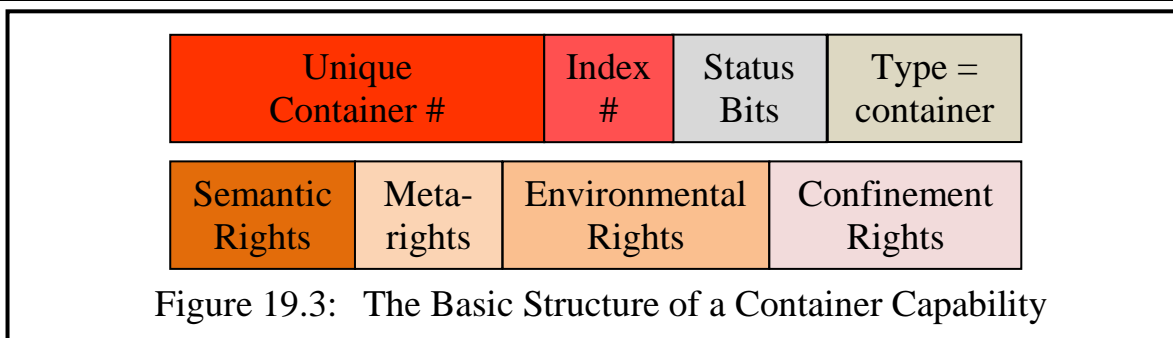 Unique
Container #
Index
#
Status
Bits
Type =
container
Semantic
Rights
Meta-
rights
Environmental
Rights
Confinement
Rights
Figure 19.3: The Basic Structure of a Container Capability